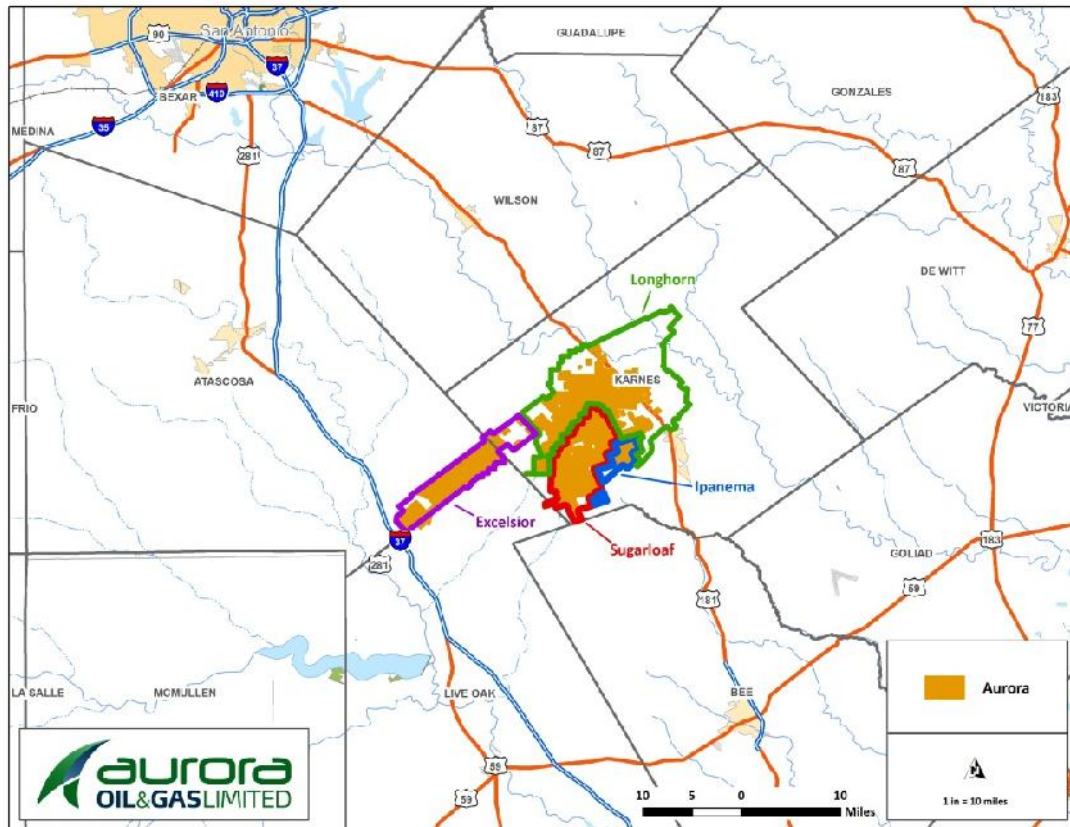 San Antonio
90
GUADALUPE
37
BEXAR
410
GONZALES
183
MEDINA
35
281
87
87
87
WILSON
Longhorn
DE WITT
77
ATASCOSA
KARNES
FRIO
VICTORIA
Ipanema
Excelsior
Sugarloaf
37
281
GOLIAD
183
59
181
LA SALLE
MCMULLEN
LIVE OAK
BEE
Aurora
59
59
aurora
OIL&GAS LIMITED
10 5 0 10
Miles
1 in = 10 miles